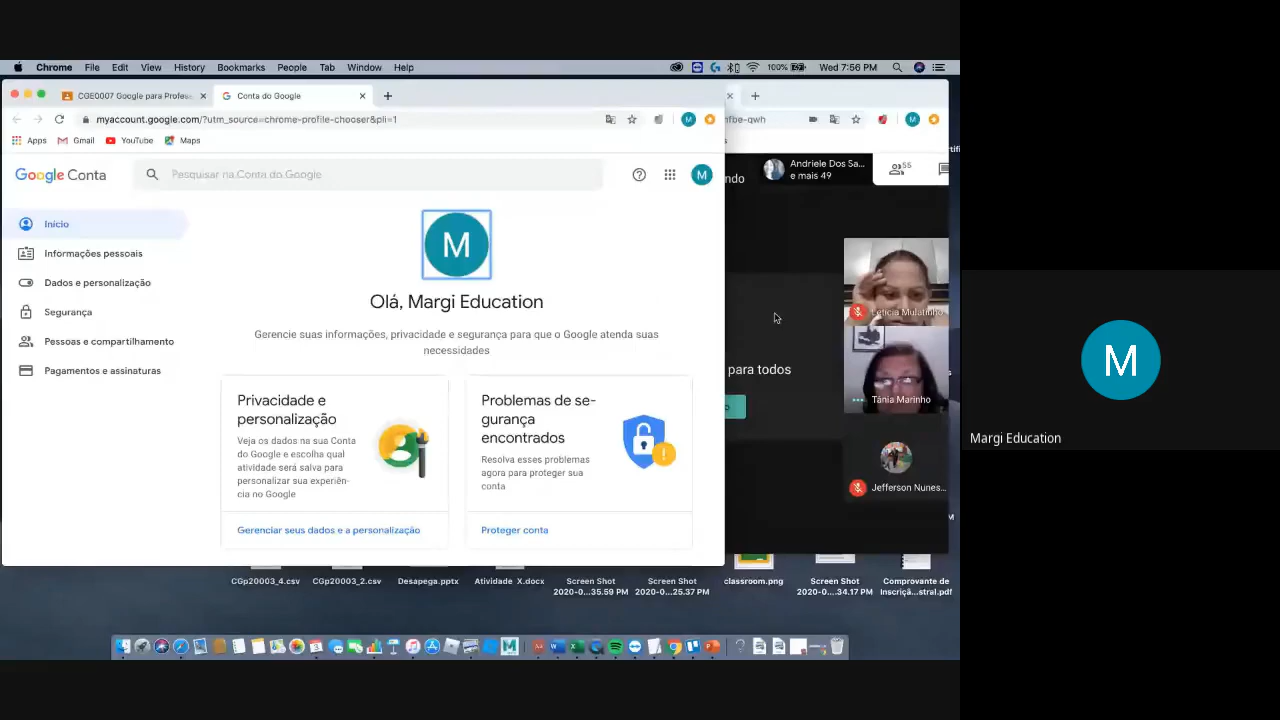 Chrome File Edit View History Bookmarks People Tab Window Help 100% Wed 7:56 PM
CGE0007 Google para Profes
Conta do Google
myaccount.google.com/?utm_source=chrome-profile-chooser&pli=1
M
nfbe-qwh
M
Apps Gmail YouTube Maps
Google Conta
Pesquisar na Conta do Google
M
ndo
Andriele Dos Sa...
e mais 49
55
Início
Informações pessoais
Dados e personalização
Segurança
Pessoas e compartilhamento
Pagamentos e assinaturas
M
Olá, Margi Education
Gerencie suas informações, privacidade e segurança para que o Google atenda suas
necessidades
Privacidade e
personalização
Veja os dados na sua Conta
do Google e escolha qual
atividade será salva para
personalizar sua experiên-
cia no Google
Gerenciar seus dados e a personalização
Problemas de se-
gurança
encontrados
Resolva esses problemas
agora para proteger sua
conta
Proteger conta
para todos
Leticia Mulatinho
Tânia Marinho
Jefferson Nunes...
CGp20003_4.csv
CGp20003_2.csv
Desapega.pptx
Atividade X.docx
Screen Shot
2020-0...35.59 PM
Screen Shot
2020-0...25.37 PM
classroom.png
Screen Shot
2020-0...34.17 PM
Comprovante de
Inscriçã...stral.pdf
M
Margi Education